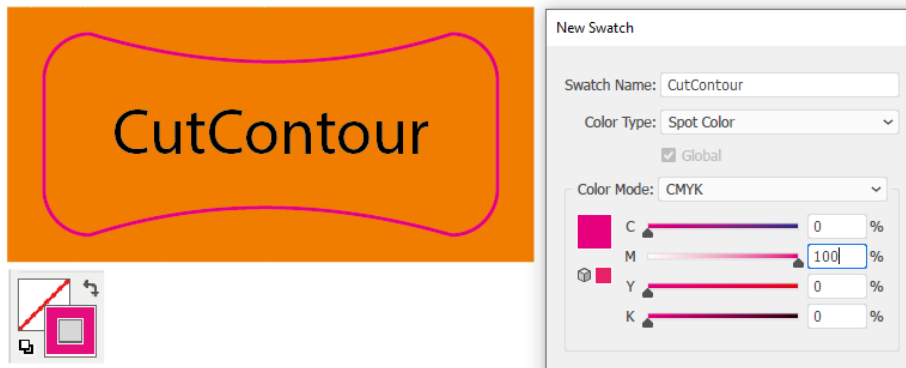 CutContour
New Swatch
Swatch Name: CutContour
Color Type: Spot Color
Global
Color Mode: CMYK
C 0 %
M 100 %
Y 0 %
K 0 %